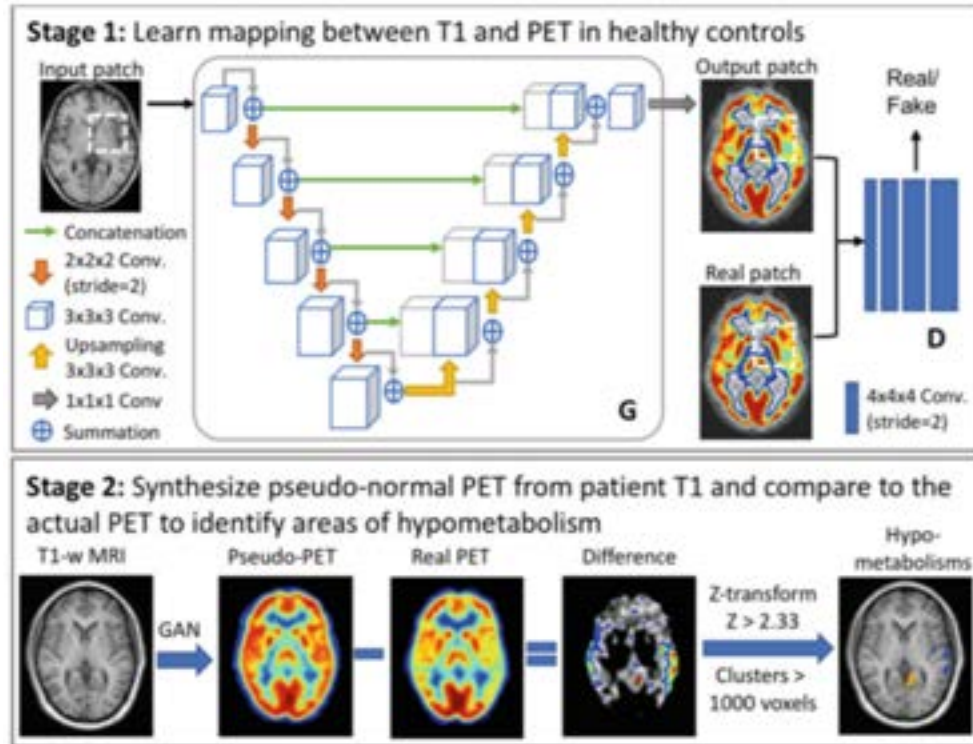 Stage 1: Learn mapping between T1 and PET in healthy controls
Input patch
Output patch
Real/
Fake
Concatenation
2x2x2 Conv.
(stride=2)
3x3x3 Conv.
Upsampling
3x3x3 Conv.
1x1x1 Conv
Summation
G
Real patch
D
4x4x4 Conv.
(stride=2)
Stage 2: Synthesize pseudo-normal PET from patient T1 and compare to the
actual PET to identify areas of hypometabolism
T1-w MRI
Pseudo-PET
Real PET
Difference
Hypo-
metabolisms
GAN
Z-transform
Z > 2.33
Clusters >
1000 voxels